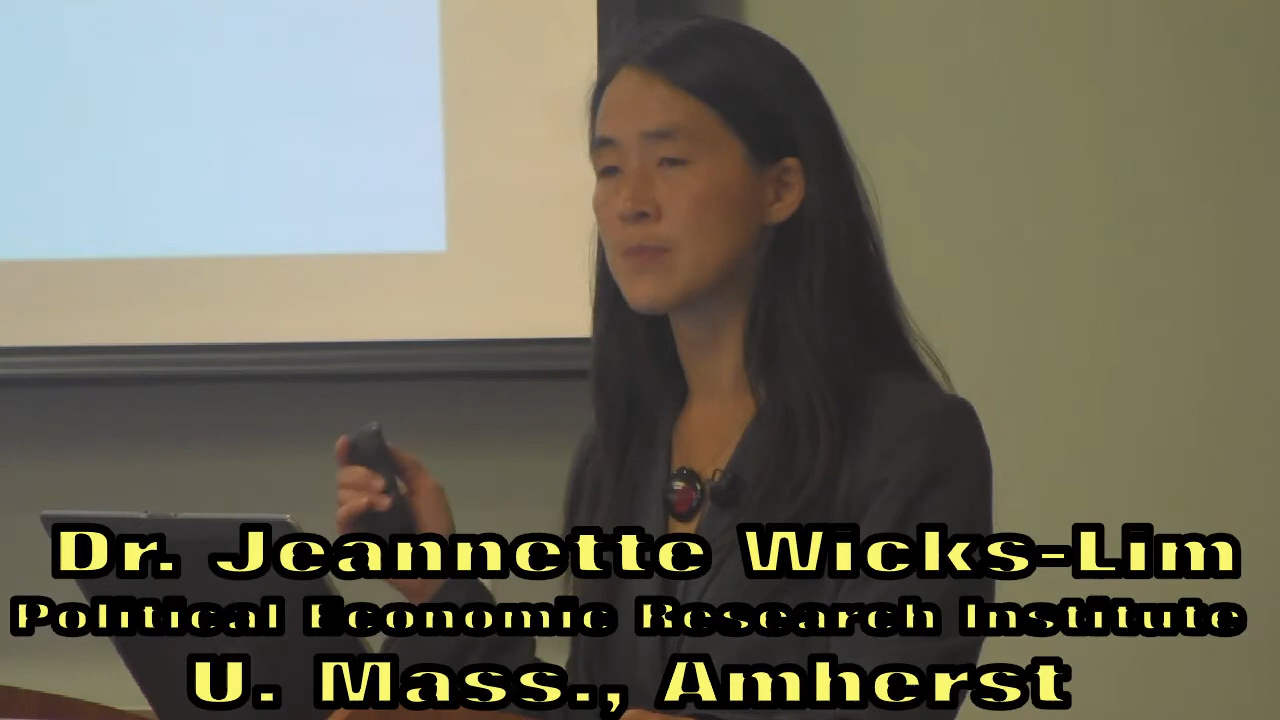 Dr. Jeannette Wicks-Lim
Political Economic Research Institute
U. Mass., Amherst